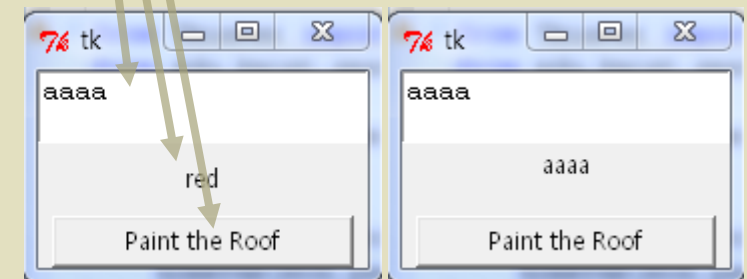 tk
aaaa
red
Paint the Roof
tk
aaaa
aaaa
Paint the Roof